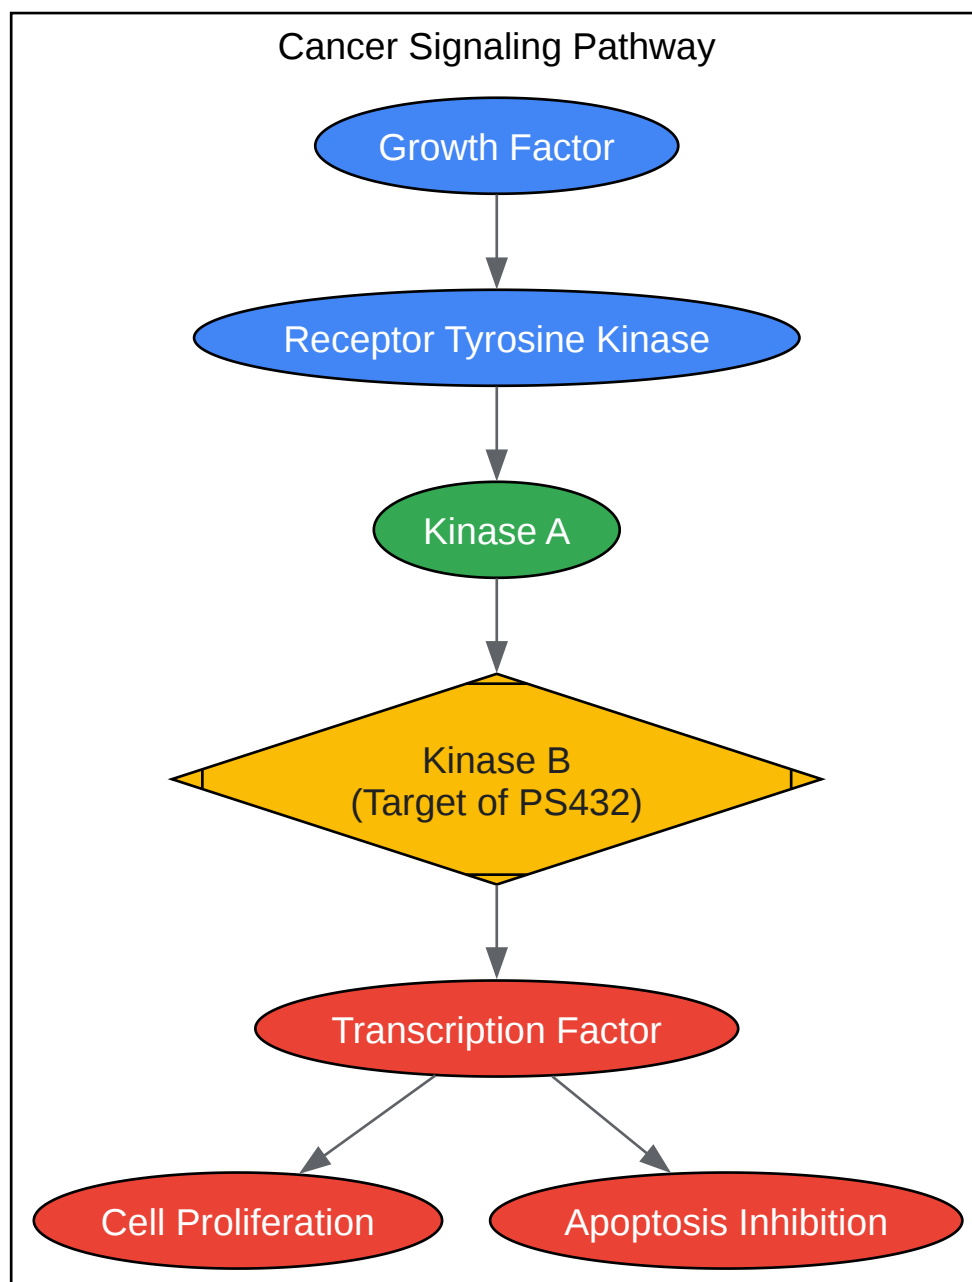 Cancer Signaling Pathway
Growth Factor
Receptor Tyrosine Kinase
Kinase A
Kinase B
(Target of PS432)
Transcription Factor
Cell Proliferation
Apoptosis Inhibition